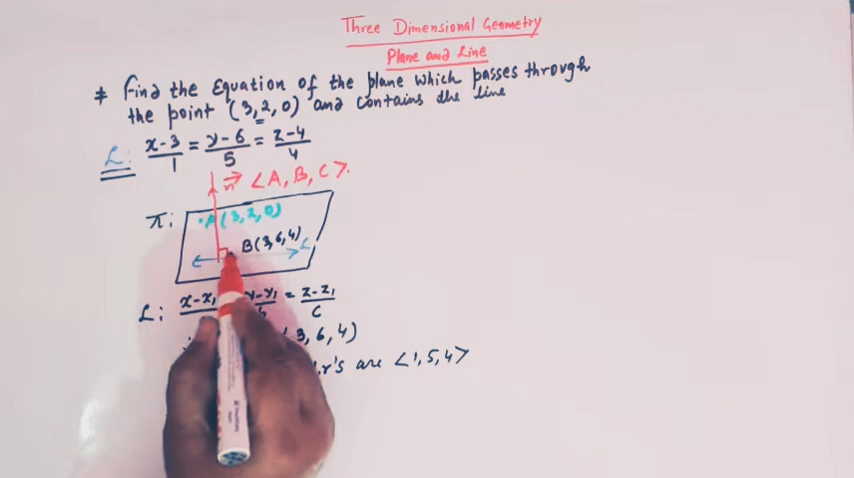 Three Dimensional Geometry
Plane and Line
* Find the Equation of the plane which passes through
the point (3,2,0) and contains the line
L: x-3/1 = y-6/5 = z-4/4
n⃗ <A, B, C>.
π: A(3,2,0)
B(3,6,4) L
L: x-x₁ y-y₁ = z-z₁/c
3, 6, 4)
.r's are <1,5,4>